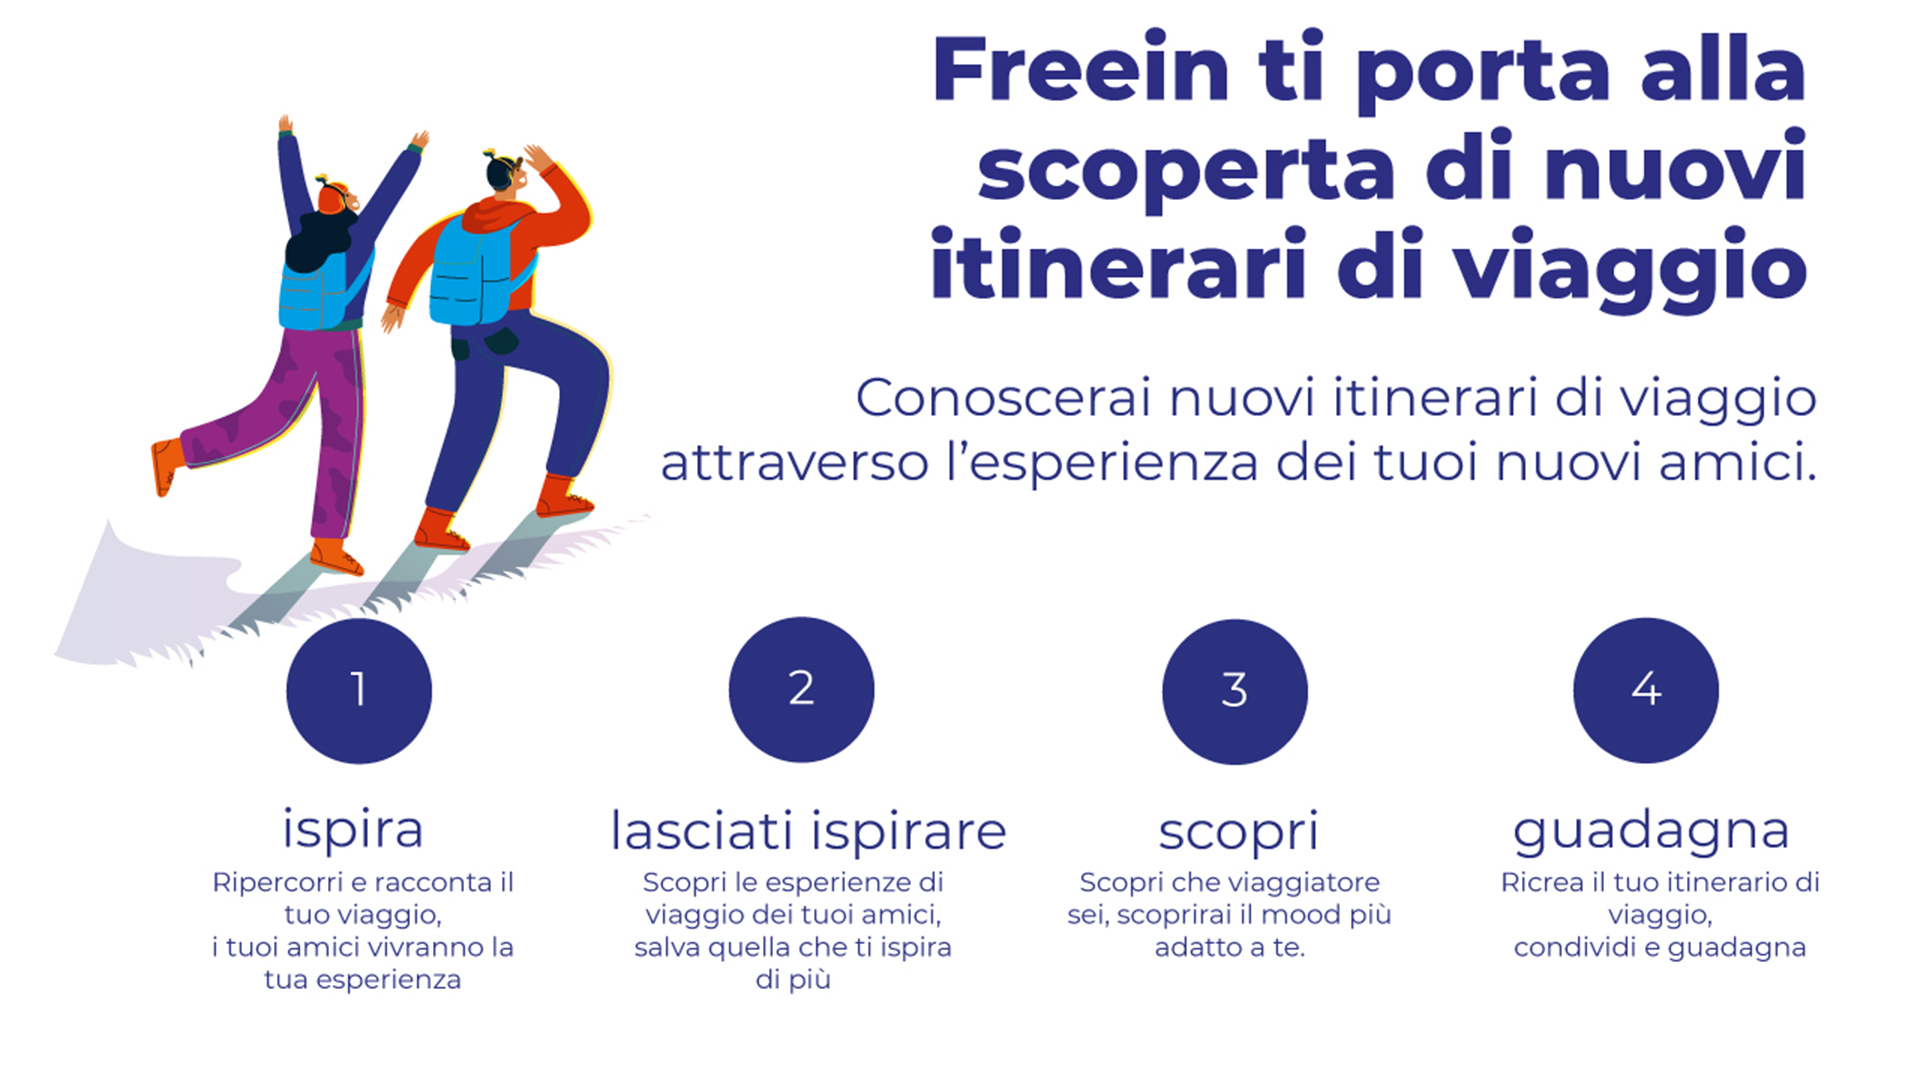 Freein ti porta alla
scoperta di nuovi
itinerari di viaggio
Conoscerai nuovi itinerari di viaggio
attraverso l’esperienza dei tuoi nuovi amici.
1
ispira
Ripercorri e racconta il
tuo viaggio,
i tuoi amici vivranno la
tua esperienza
2
lasciati ispirare
Scopri le esperienze di
viaggio dei tuoi amici,
salva quella che ti ispira
di più
3
scopri
Scopri che viaggiatore
sei, scoprirai il mood più
adatto a te.
4
guadagna
Ricrea il tuo itinerario di
viaggio,
condividi e guadagna